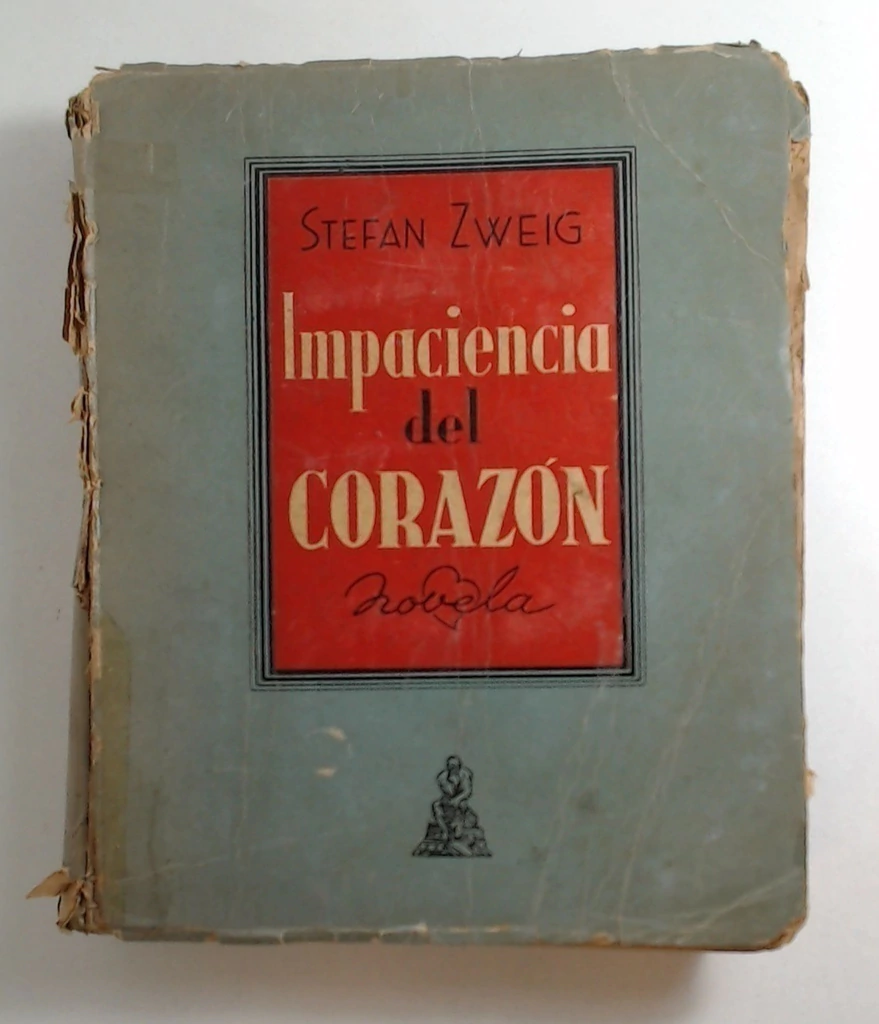 STEFAN ZWEIG
Impaciencia
del
CORAZÓN
novela